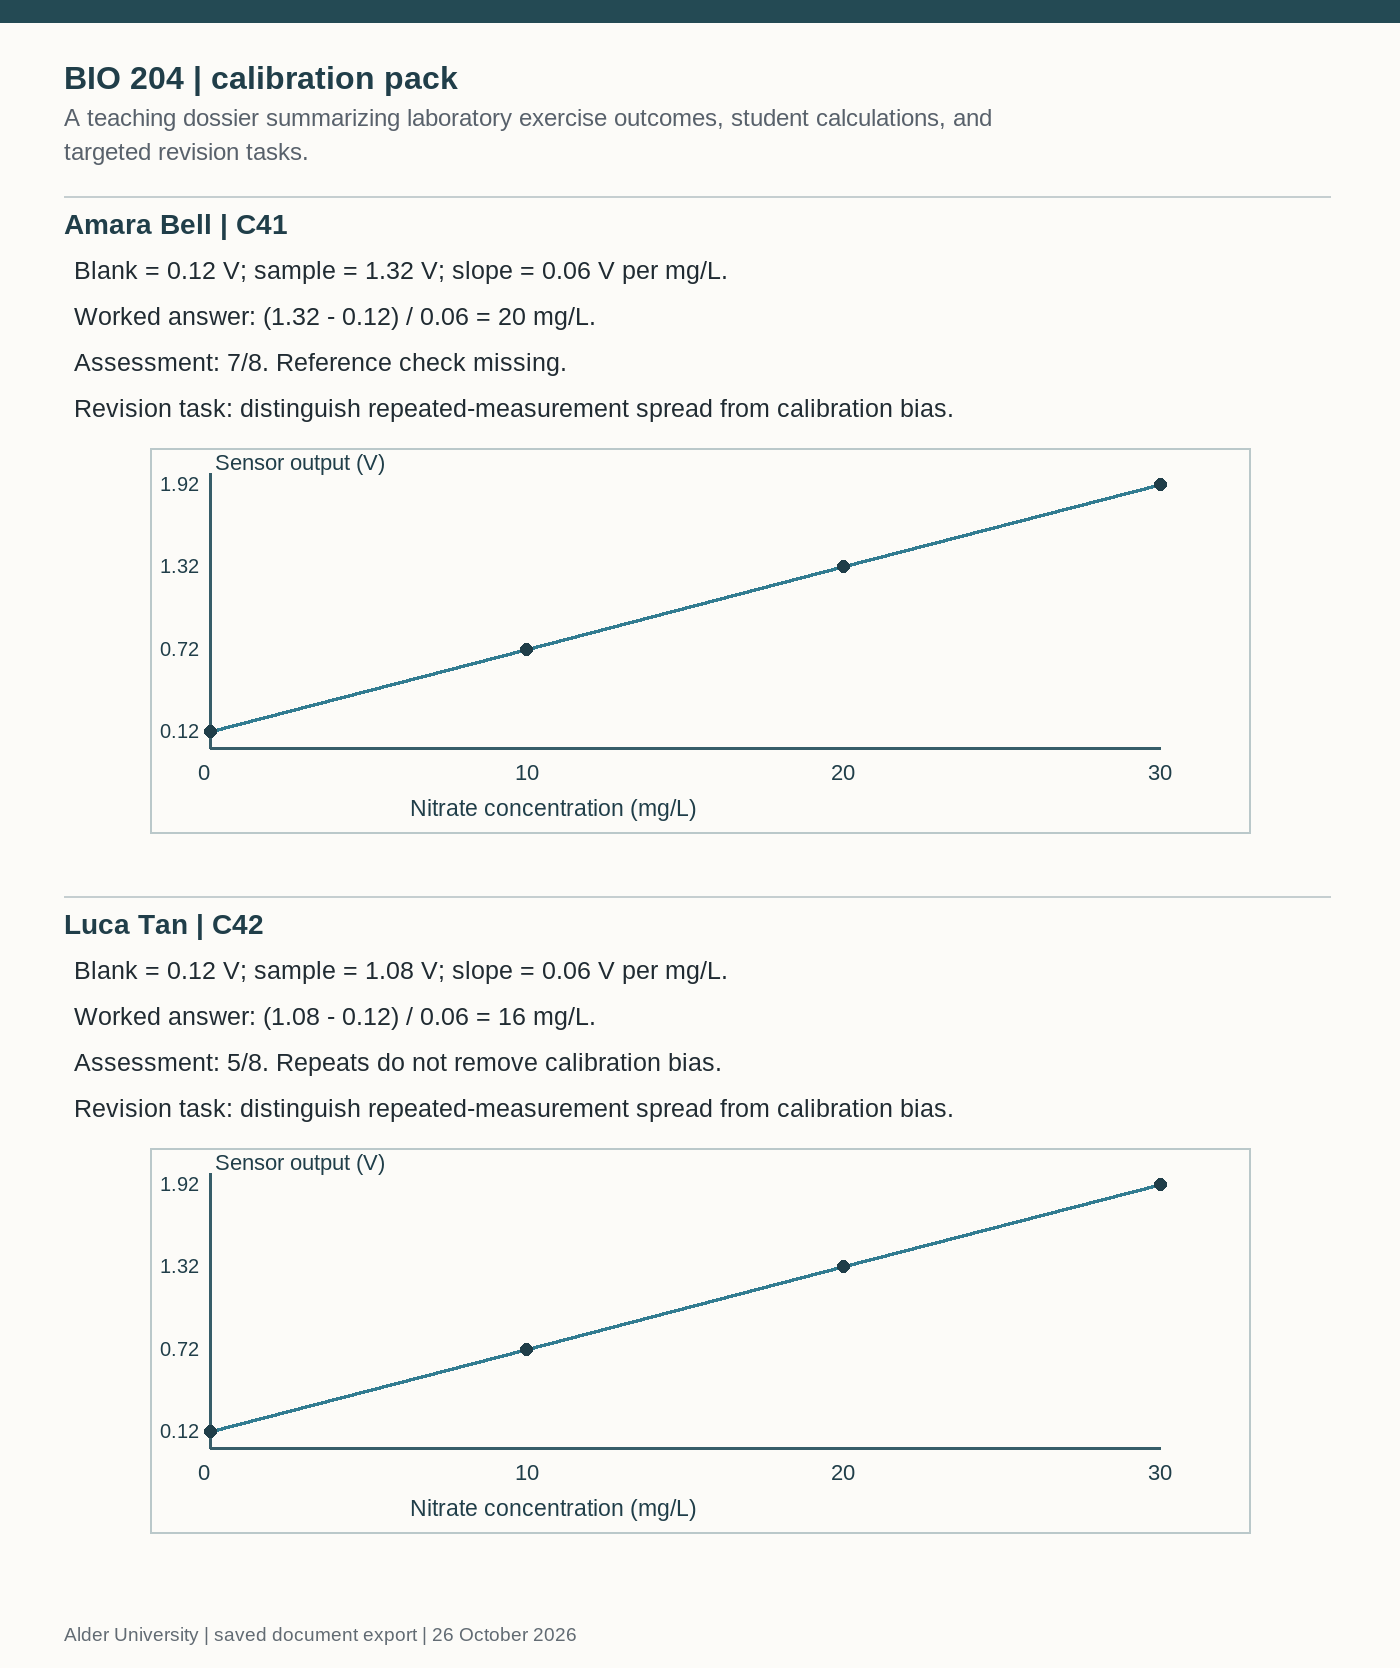 BIO 204 | calibration pack
A teaching dossier summarizing laboratory exercise outcomes, student calculations, and
targeted revision tasks.
Amara Bell | C41
Blank = 0.12 V; sample = 1.32 V; slope = 0.06 V per mg/L.
Worked answer: (1.32 - 0.12) / 0.06 = 20 mg/L.
Assessment: 7/8. Reference check missing.
Revision task: distinguish repeated-measurement spread from calibration bias.
Sensor output (V)
1.92
1.32
0.72
0.12
0 10 20 30
Nitrate concentration (mg/L)
Luca Tan | C42
Blank = 0.12 V; sample = 1.08 V; slope = 0.06 V per mg/L.
Worked answer: (1.08 - 0.12) / 0.06 = 16 mg/L.
Assessment: 5/8. Repeats do not remove calibration bias.
Revision task: distinguish repeated-measurement spread from calibration bias.
Sensor output (V)
1.92
1.32
0.72
0.12
0 10 20 30
Nitrate concentration (mg/L)
Alder University | saved document export | 26 October 2026